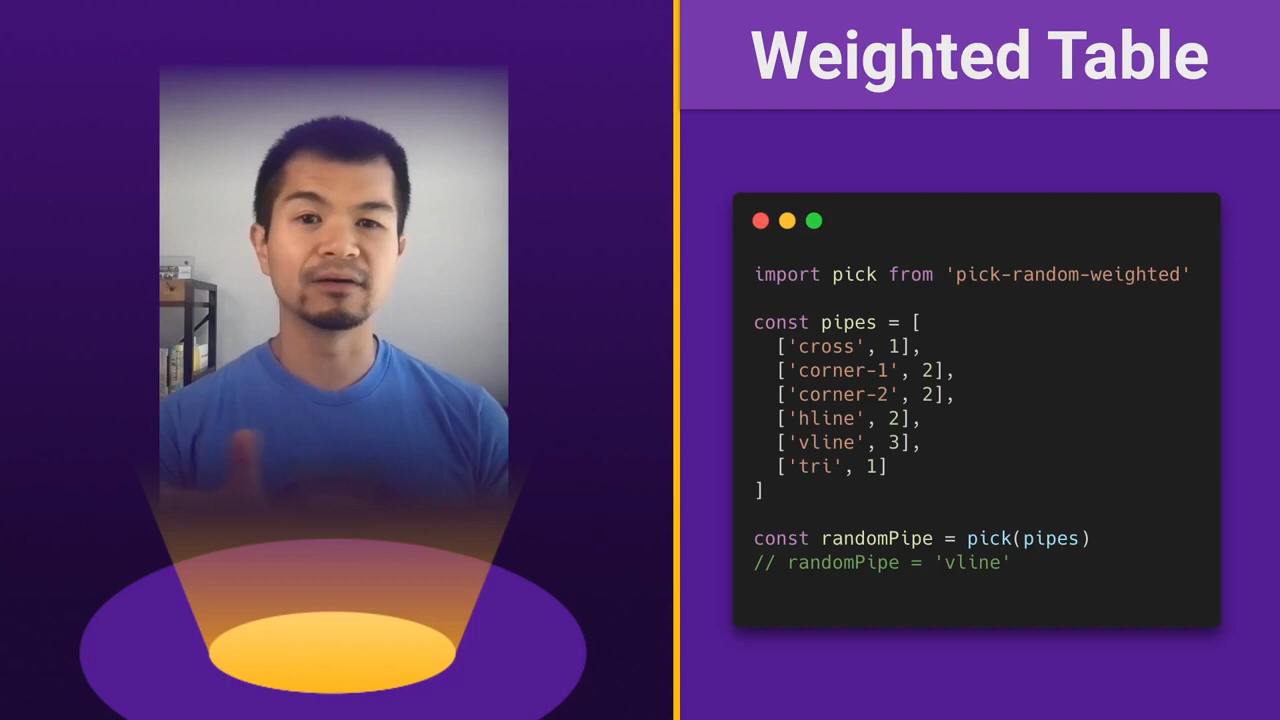 Weighted Table
import pick from 'pick-random-weighted'
const pipes = [
['cross', 1],
['corner-1', 2],
['corner-2', 2],
['hline', 2],
['vline', 3],
['tri', 1]
]
const randomPipe = pick(pipes)
// randomPipe = 'vline'